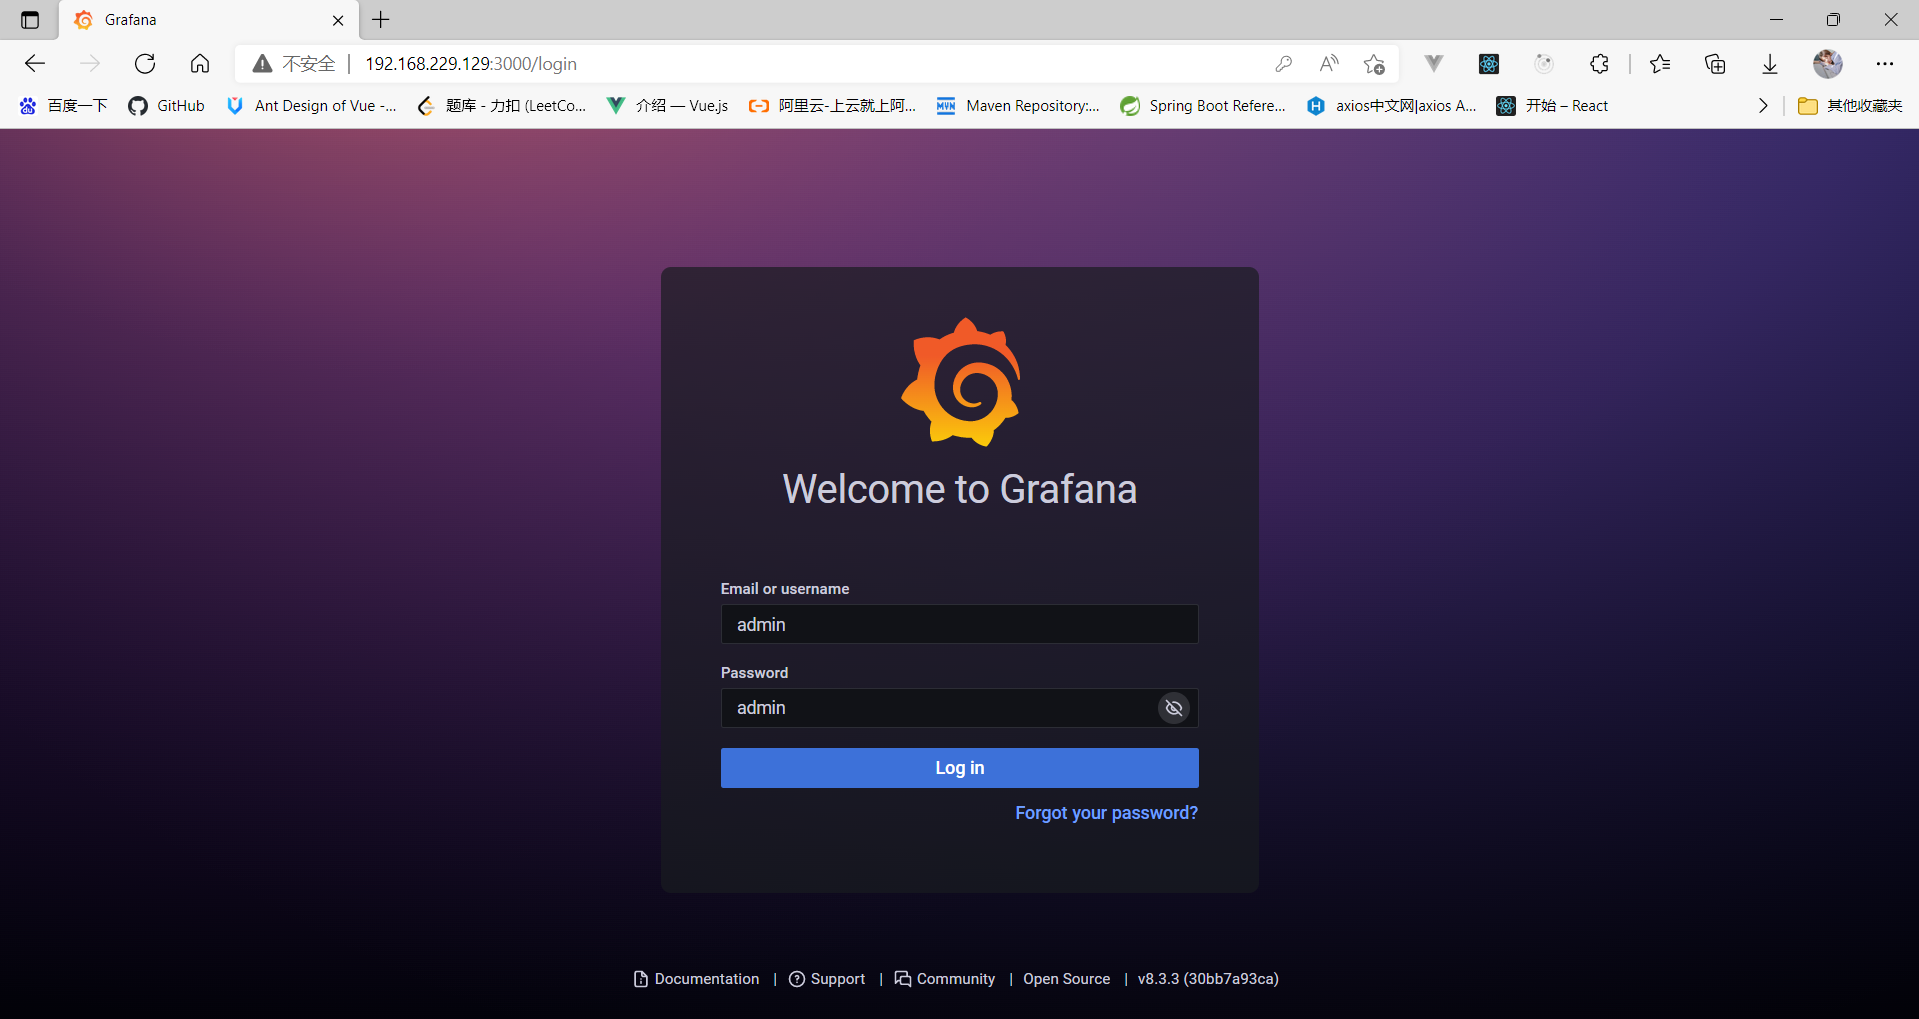 Grafana
不安全 | 192.168.229.129:3000/login
百度一下 GitHub Ant Design of Vue -... 题库 - 力扣 (LeetCo... 介绍 — Vue.js 阿里云-上云就上阿... Maven Repository:... Spring Boot Refere... axios中文网|axios A... 开始 – React 其他收藏夹
Welcome to Grafana
Email or username
admin
Password
admin
Log in
Forgot your password?
Documentation | Support | Community | Open Source | v8.3.3 (30bb7a93ca)